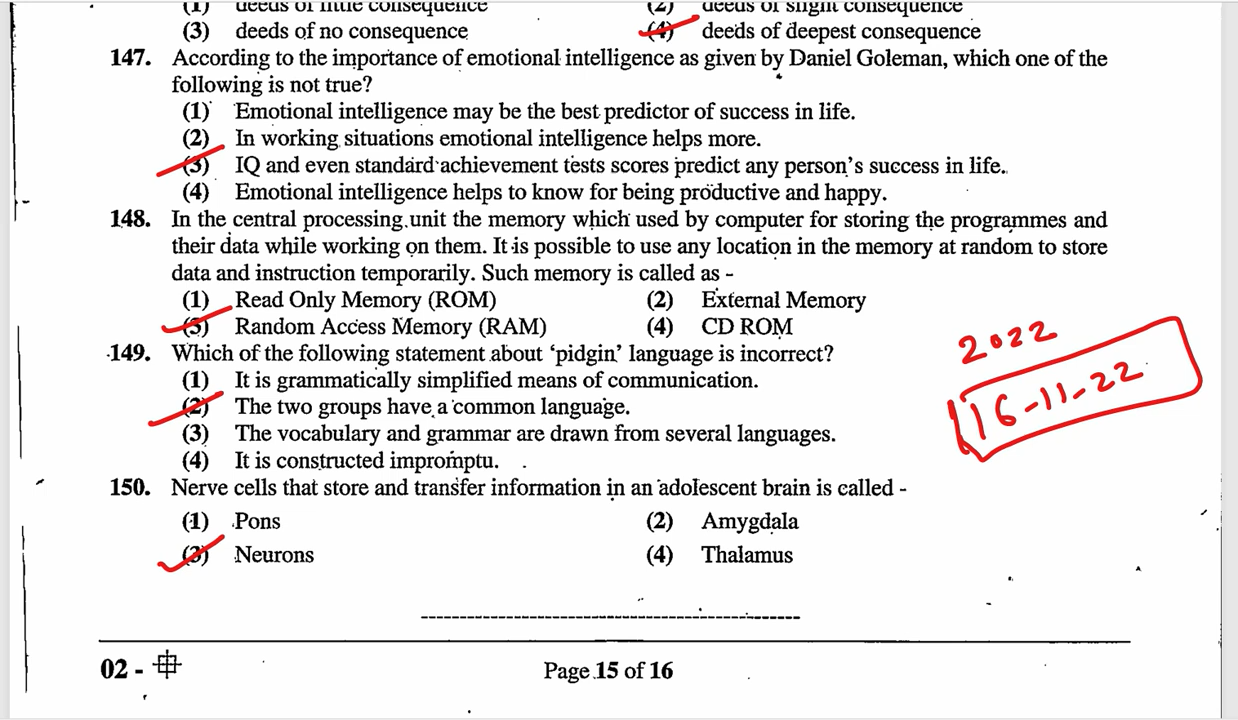 (1) deeds of little consequence (2) deeds of slight consequence
(3) deeds of no consequence (4) deeds of deepest consequence
147. According to the importance of emotional intelligence as given by Daniel Goleman, which one of the
following is not true?
(1) Emotional intelligence may be the best predictor of success in life.
(2) In working situations emotional intelligence helps more.
(3) IQ and even standard achievement tests scores predict any person's success in life.
(4) Emotional intelligence helps to know for being productive and happy.
148. In the central processing unit the memory which used by computer for storing the programmes and
their data while working on them. It is possible to use any location in the memory at random to store
data and instruction temporarily. Such memory is called as -
(1) Read Only Memory (ROM) (2) External Memory
(3) Random Access Memory (RAM) (4) CD ROM
2022
149. Which of the following statement about 'pidgin' language is incorrect?
(1) It is grammatically simplified means of communication.
16-11-22
(2) The two groups have a common language.
(3) The vocabulary and grammar are drawn from several languages.
(4) It is constructed impromptu.
150. Nerve cells that store and transfer information in an adolescent brain is called -
(1) Pons (2) Amygdala
(3) Neurons (4) Thalamus
02 - Page 15 of 16